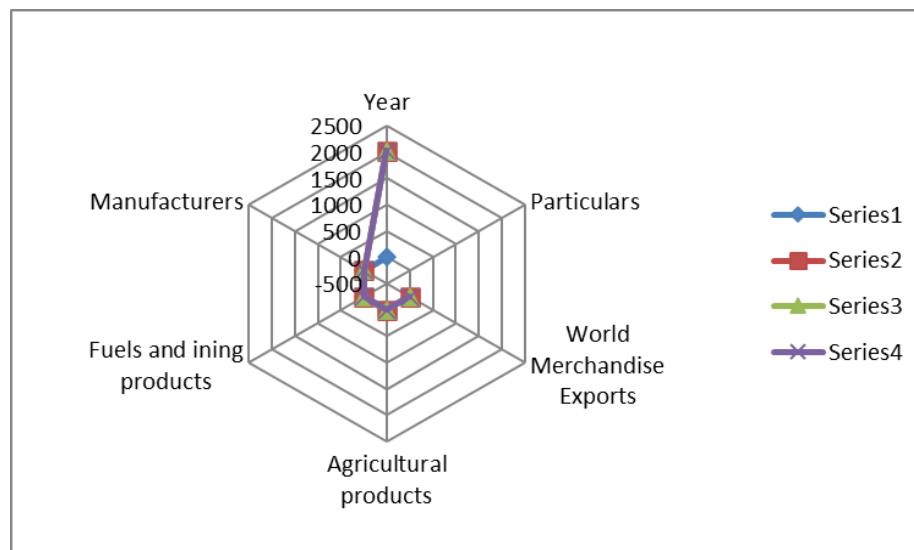 Year
2500
2000
1500
1000
500
0
-500
Manufacturers
Particulars
Fuels and ining
products
World
Merchandise
Exports
Agricultural
products
Series1
Series2
Series3
Series4